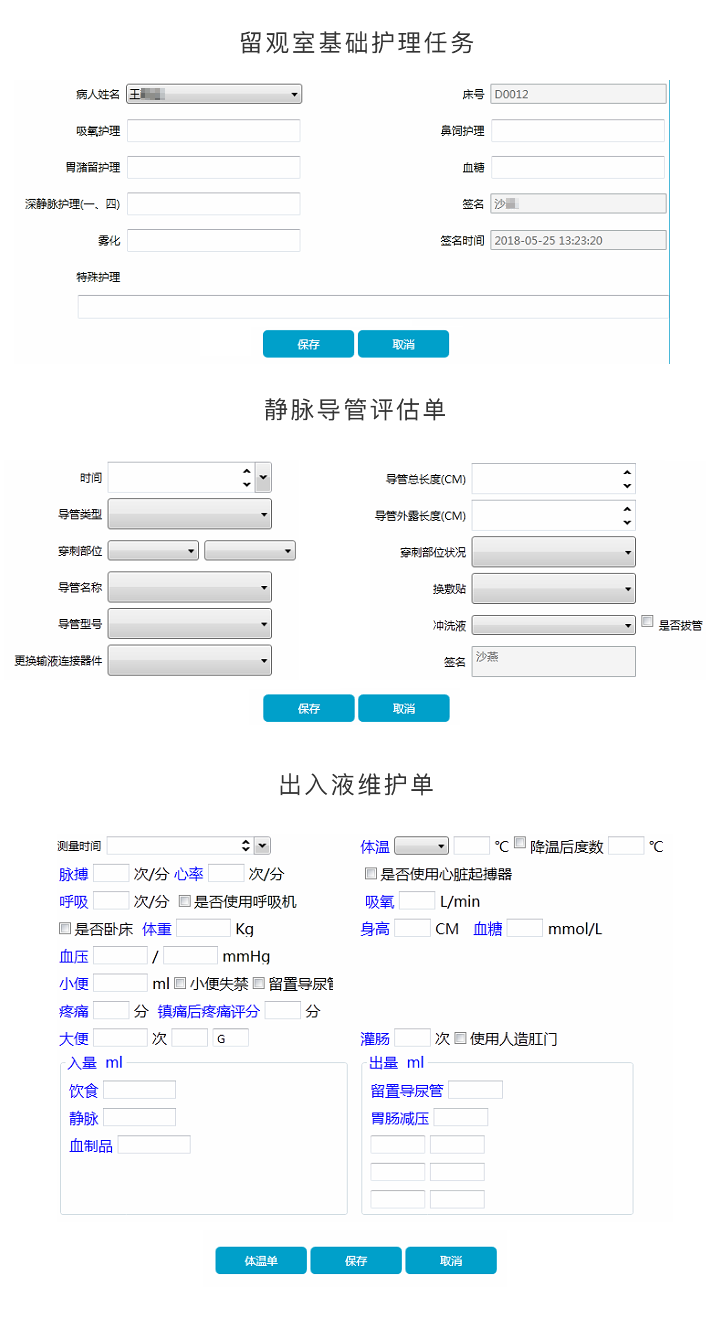 留观室基础护理任务
病人姓名 王 床号 D0012
吸氧护理 鼻饲护理
胃潴留护理 血糖
深静脉护理(一、四) 签名 沙
雾化 签名时间 2018-05-25 13:23:20
特殊护理
保存 取消
静脉导管评估单
时间 导管总长度(CM)
导管类型 导管外露长度(CM)
穿刺部位 穿刺部位状况
导管名称 换敷贴
导管型号 冲洗液 是否拔管
更换输液连接器件 签名 沙燕
保存 取消
出入液维护单
测量时间 体温 ℃ 降温后度数 ℃
脉搏 次/分 心率 次/分 是否使用心脏起搏器
呼吸 次/分 是否使用呼吸机 吸氧 L/min
是否卧床 体重 Kg 身高 CM 血糖 mmol/L
血压 / mmHg
小便 ml 小便失禁 留置导尿
疼痛 分 镇痛后疼痛评分 分
大便 次 G 灌肠 次 使用人造肛门
入量 ml 出量 ml
饮食 留置导尿管
静脉 胃肠减压
血制品
体温单 保存 取消